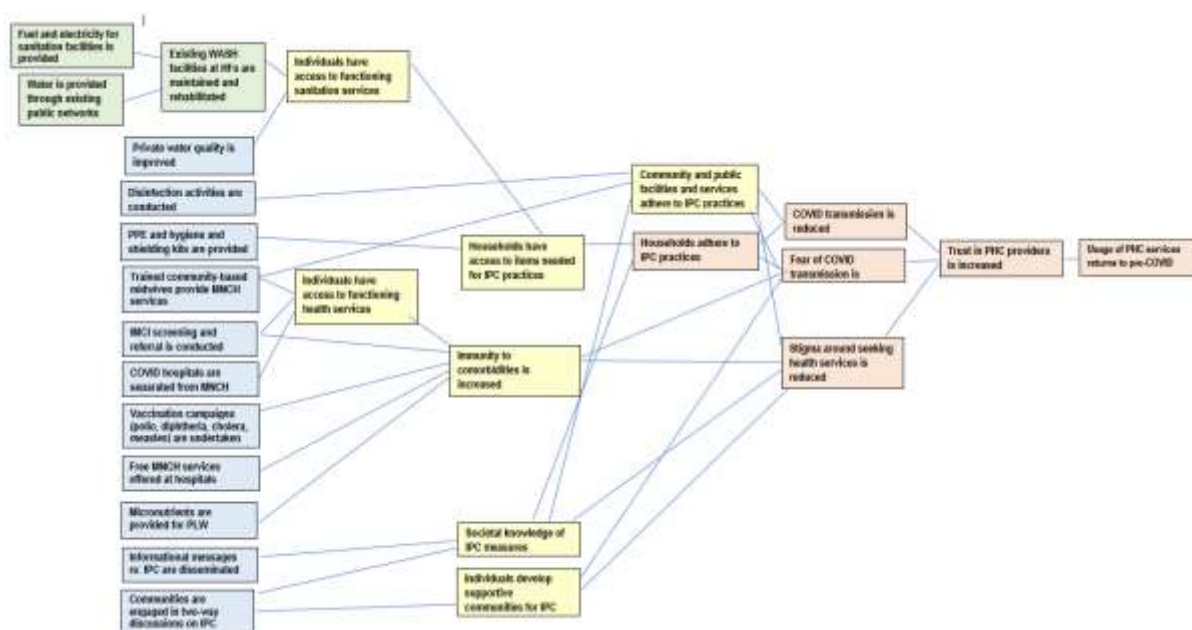 Fuel and electricity for
sanitation facilities is
provided
Water is provided
through existing
public networks
Existing WASH
facilities at HFs are
maintained and
rehabilitated
Individuals have
access to functioning
sanitation services
Private water quality is
improved
Disinfection activities are
conducted
PPE and hygiene and
shielding kits are provided
Trained community-based
midwives provide MNCH
services
IMCI screening and
referral is conducted
COVID hospitals are
separated from MNCH
Vaccination campaigns
(polio, diphtheria, cholera,
measles) are undertaken
Free MNCH services
offered at hospitals
Micronutrients are
provided for PLW
Informational messages
re: IPC are disseminated
Communities are
engaged in two-way
discussions on IPC
Individuals have
access to functioning
health services
Households have
access to items needed
for IPC practices
Immunity to
comorbidities is
increased
Societal knowledge of
IPC measures
Individuals develop
supportive
communities for IPC
Community and public
facilities and services
adhere to IPC practices
Households adhere to
IPC practices
COVID transmission is
reduced
Fear of COVID
transmission is
Stigma around seeking
health services is
reduced
Trust in PHC providers
is increased
Usage of PHC services
returns to pre-COVID